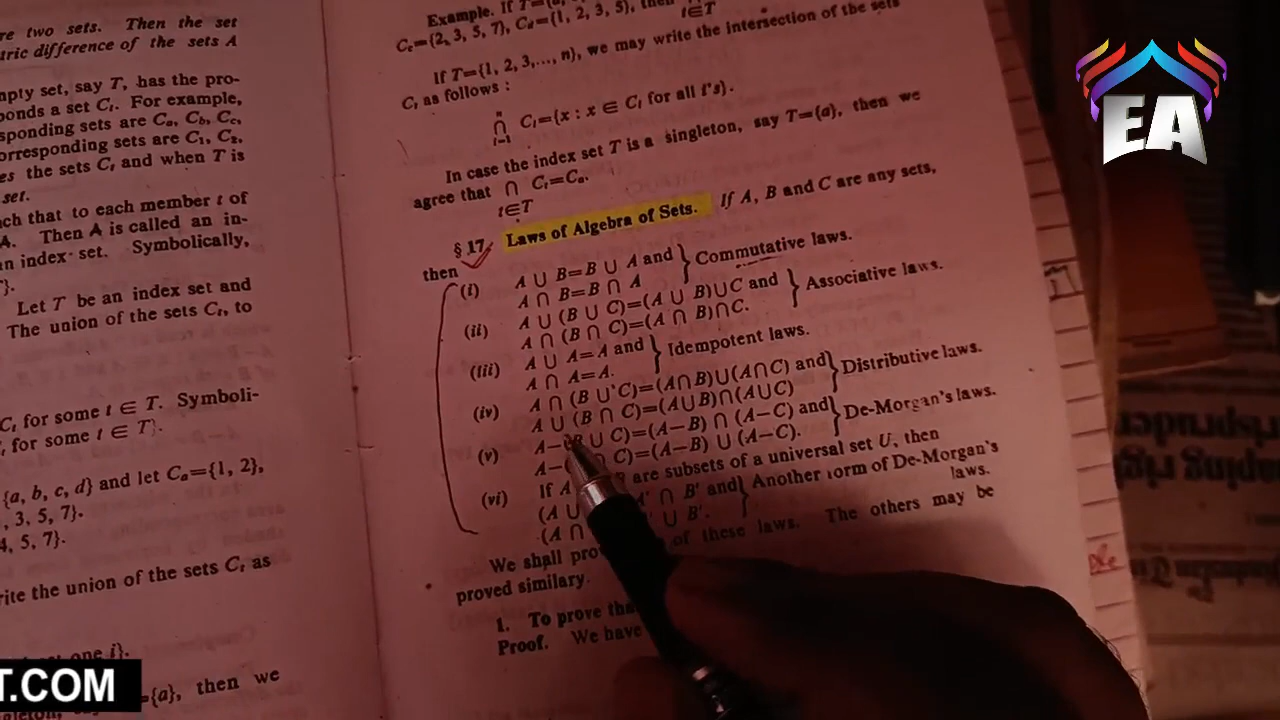 re two sets. Then the set
tric difference of the sets A
npty set, say T, has the pro-
ponds a set Ct. For example,
sponding sets are Ca, Cb, Cc,
orresponding sets are C1, C2,
es the sets Ct and when T is
set.
ach that to each member t of
A. Then A is called an in-
n index set. Symbolically,
}.
Let T be an index set and
The union of the sets Ct, to
Ct for some t ∈ T. Symboli-
for some t ∈ T}.
{a, b, c, d} and let Ca={1, 2},
, 3, 5, 7}.
4, 5, 7}.
rite the union of the sets Ct as
one i}.
={a}, then we
Example. If T=
Cc={2, 3, 5, 7}, Cd={1, 2, 3, 5}, then t∈T
If T={1, 2, 3,..., n}, we may write the intersection of the sets
Ct as follows :
n
∩ Ct={x : x ∈ Ct for all t's}.
t=1
In case the index set T is a singleton, say T={a}, then we
agree that ∩ Ct=Ca.
t∈T
§ 17. Laws of Algebra of Sets. If A, B and C are any sets,
then
(i) A ∪ B=B ∪ A and } Commutative laws.
A ∩ B=B ∩ A
(ii) A ∪ (B ∪ C)=(A ∪ B)∪C and } Associative laws.
A ∩ (B ∩ C)=(A ∩ B)∩C.
(iii) A ∪ A=A and } Idempotent laws.
A ∩ A=A.
(iv) A ∩ (B ∪ C)=(A∩B)∪(A∩C) and } Distributive laws.
A ∪ (B ∩ C)=(A∪B)∩(A∪C)
(v) A−(B ∪ C)=(A−B) ∩ (A−C) and } De-Morgan's laws.
A−( ∩ C)=(A−B) ∪ (A−C).
(vi) If A are subsets of a universal set U, then
(A ∪ A' ∩ B' and } Another form of De-Morgan's
(A ∩ ∪ B'. laws.
We shall prov of these laws. The others may be
proved similary.
1. To prove tha
Proof. We have
EA
T.COM